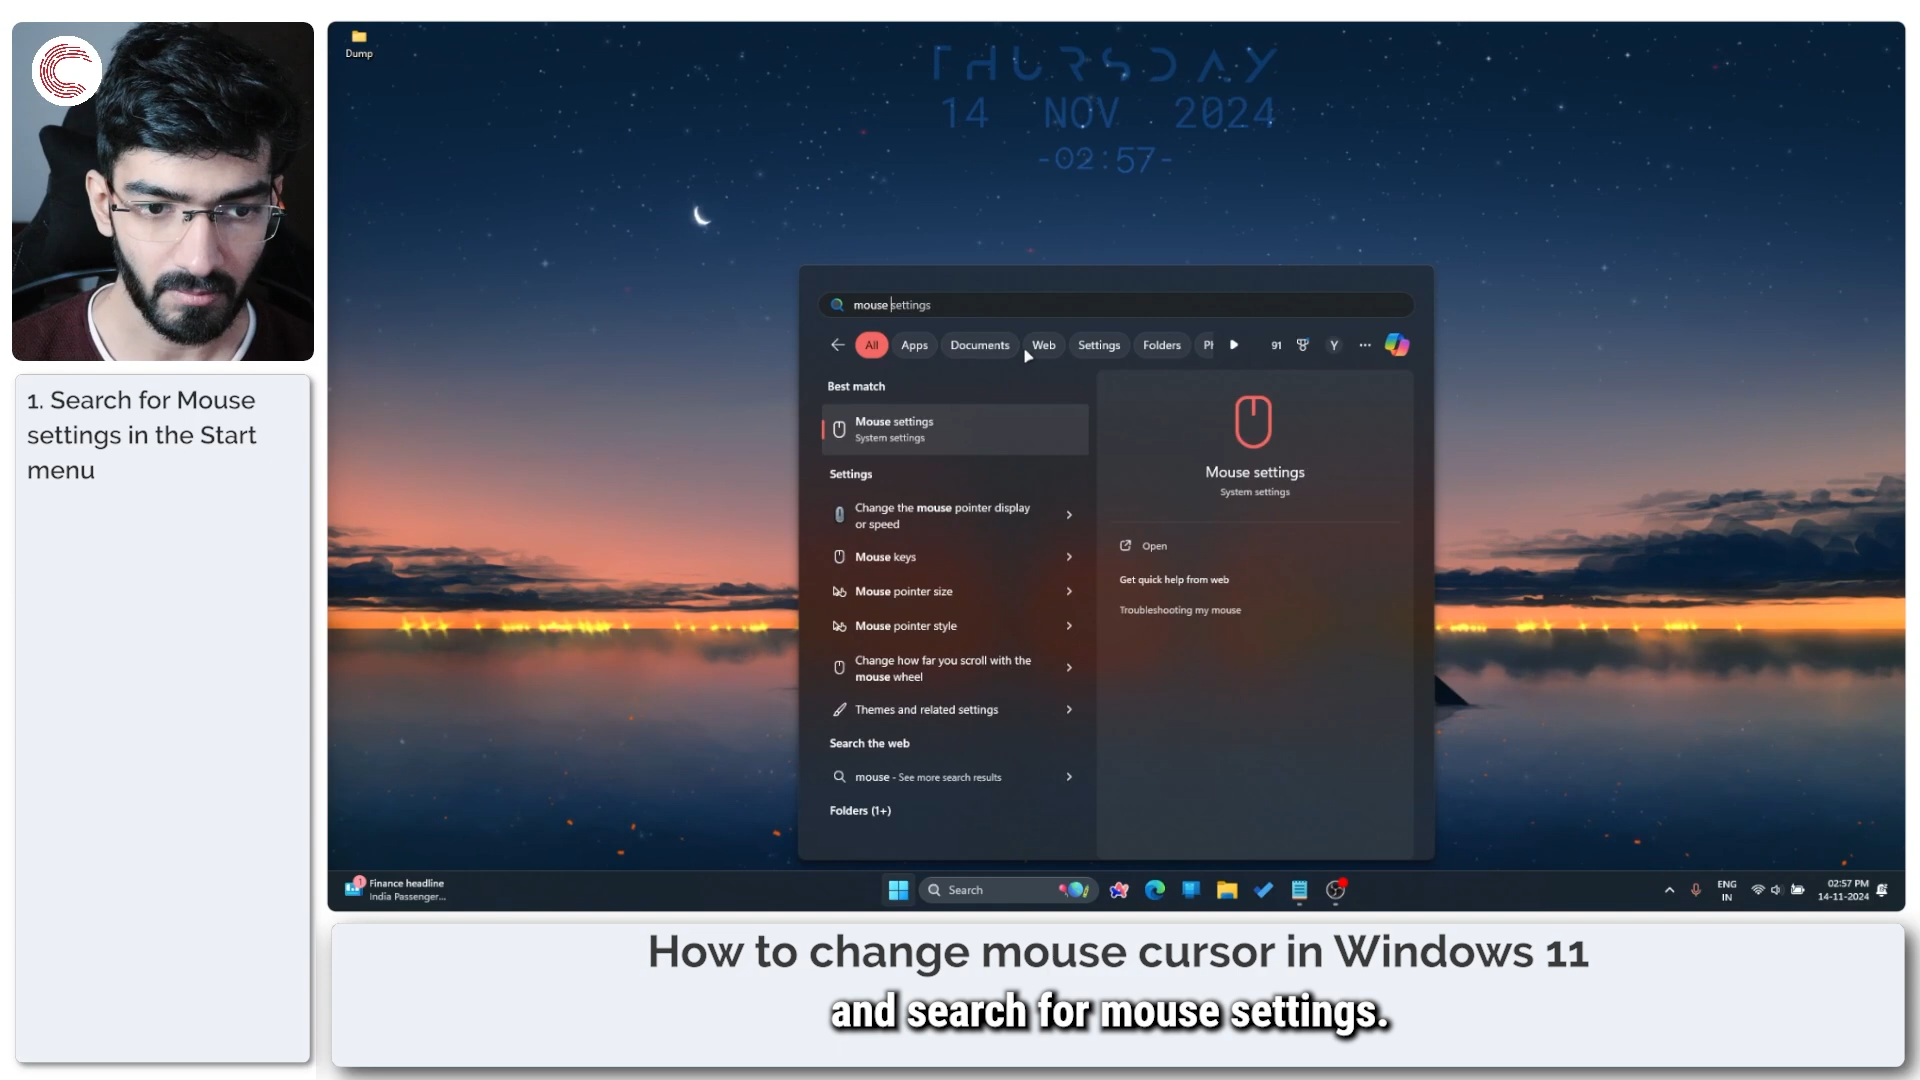 Dump
THURSDAY
14 NOV 2024
-02:57-
1. Search for Mouse
settings in the Start
menu
mouse settings
All
Apps
Documents
Web
Settings
Folders
91
Y
Best match
Mouse settings
System settings
Settings
Change the mouse pointer display
or speed
Mouse keys
Mouse pointer size
Mouse pointer style
Change how far you scroll with the
mouse wheel
Themes and related settings
Search the web
mouse - See more search results
Folders (1+)
Mouse settings
System settings
Open
Get quick help from web
Troubleshooting my mouse
1
Finance headline
India Passenger...
Search
ENG
IN
02:57 PM
14-11-2024
How to change mouse cursor in Windows 11
and search for mouse settings.